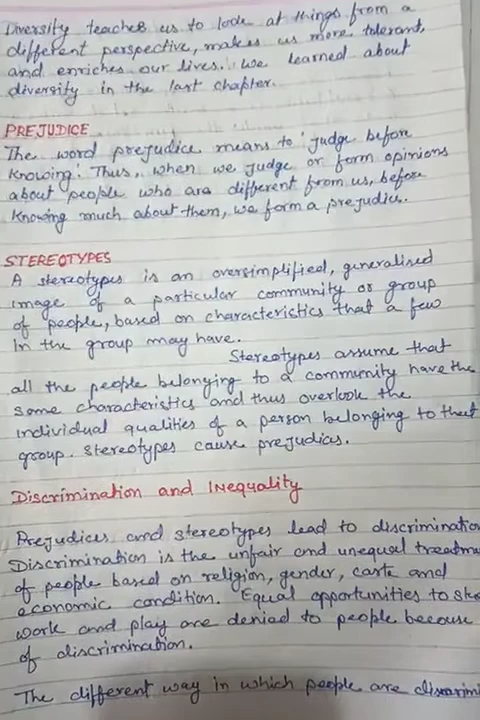 Diversity teaches us to look at things from a
different perspective, makes us more tolerant,
and enriches our lives. we learned about
diversity in the last chapter.
PREJUDICE
The word prejudice means to 'judge before
knowing'. Thus, when we judge or form opinions
about people who are different from us, before
knowing much about them, we form a prejudice.
STEREOTYPES
A stereotypes is an oversimplified, generalised
image of a particular community or group
of people, based on characteristics that a few
in the group may have.
Stereotypes assume that
all the people belonging to a community have the
same characteristics and thus overlook the
individual qualities of a person belonging to that
group. Stereotypes cause prejudices.
Discrimination and INequality
Prejudices and stereotypes lead to discriminatio
Discrimination is the unfair and unequal treatme
of people based on religion, gender, caste and
economic condition. Equal opportunities to
work and play are denied to people because
of discrimination.
The different way in which people are discrimi